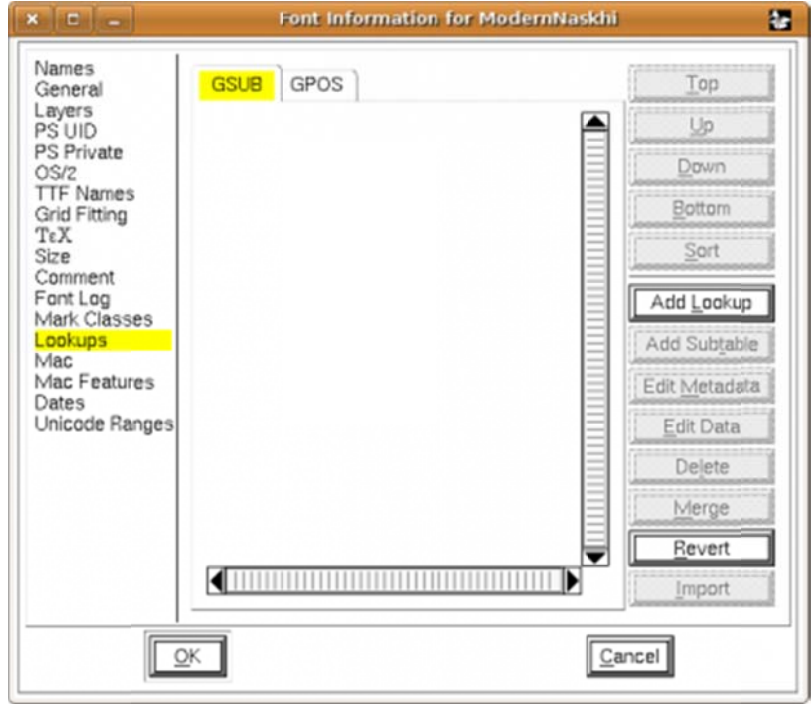 Font Information for ModernNaskhi
Names
General
Layers
PS UID
PS Private
OS/2
TTF Names
Grid Fitting
TεX
Size
Comment
Font Log
Mark Classes
Lookups
Mac
Mac Features
Dates
Unicode Ranges
GSUB GPOS
Top
Up
Down
Bottom
Sort
Add Lookup
Add Subtable
Edit Metadata
Edit Data
Delete
Merge
Revert
Import
OK Cancel